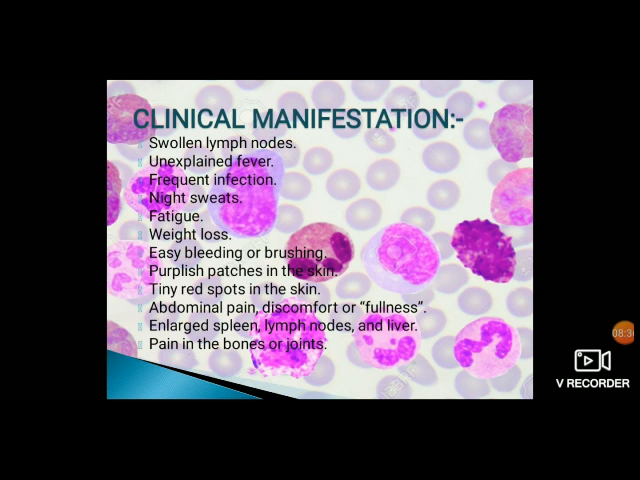 CLINICAL MANIFESTATION:-
Swollen lymph nodes.
Unexplained fever.
Frequent infection.
Night sweats.
Fatigue.
Weight loss.
Easy bleeding or brushing.
Purplish patches in the skin.
Tiny red spots in the skin.
Abdominal pain, discomfort or “fullness”.
Enlarged spleen, lymph nodes, and liver.
Pain in the bones or joints.
V RECORDER